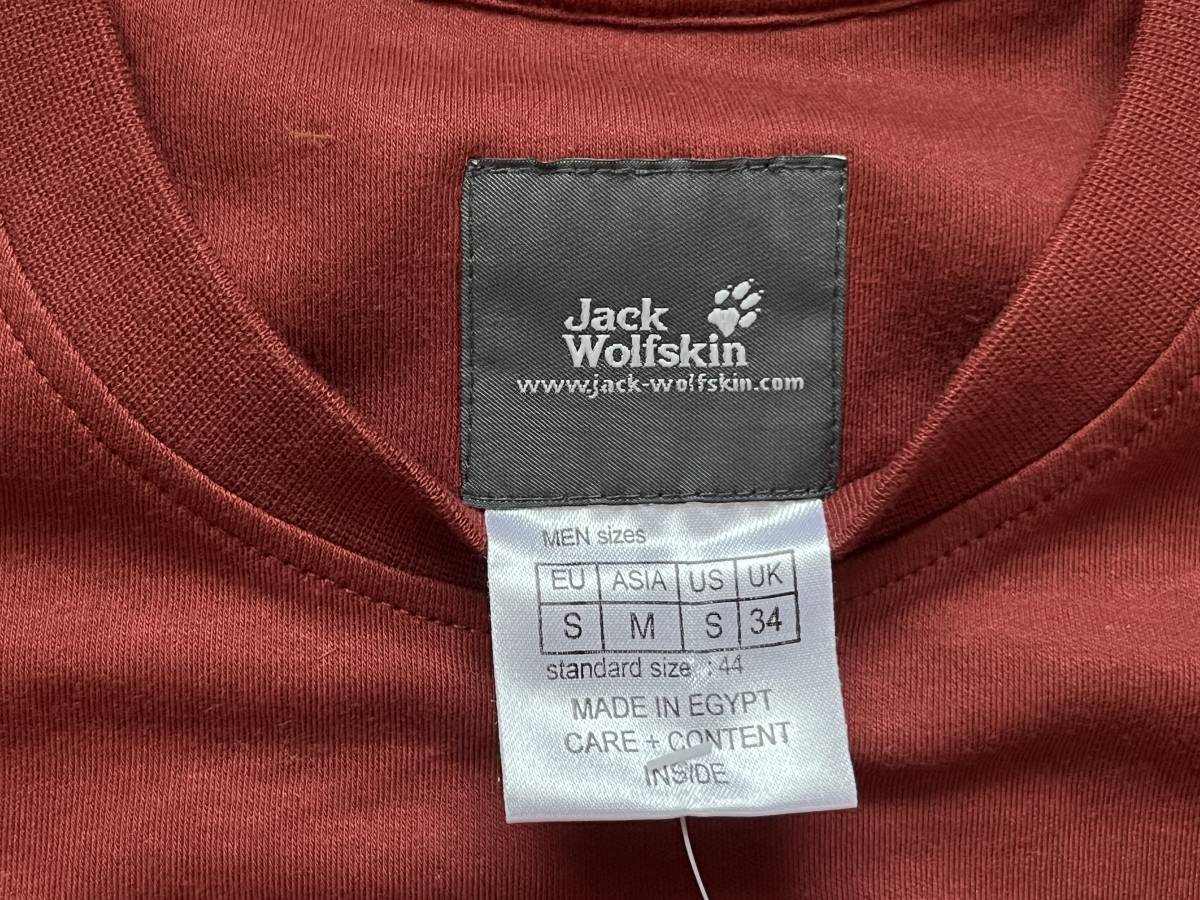 Jack
Wolfskin
www.jack-wolfskin.com
MEN sizes
EU ASIA US UK
S M S 34
standard size : 44
MADE IN EGYPT
CARE + CONTENT
INSIDE